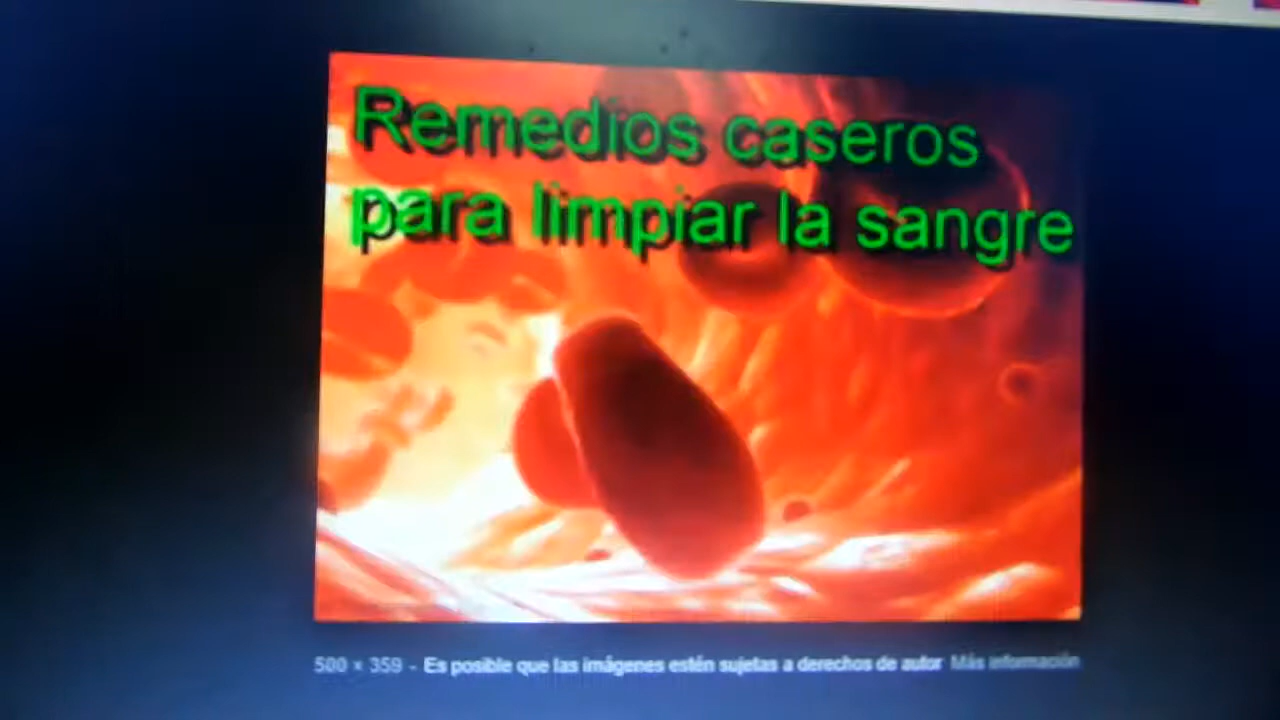 Remedios caseros
para limpiar la sangre
500 × 359 - Es posible que las imágenes estén sujetas a derechos de autor Más información